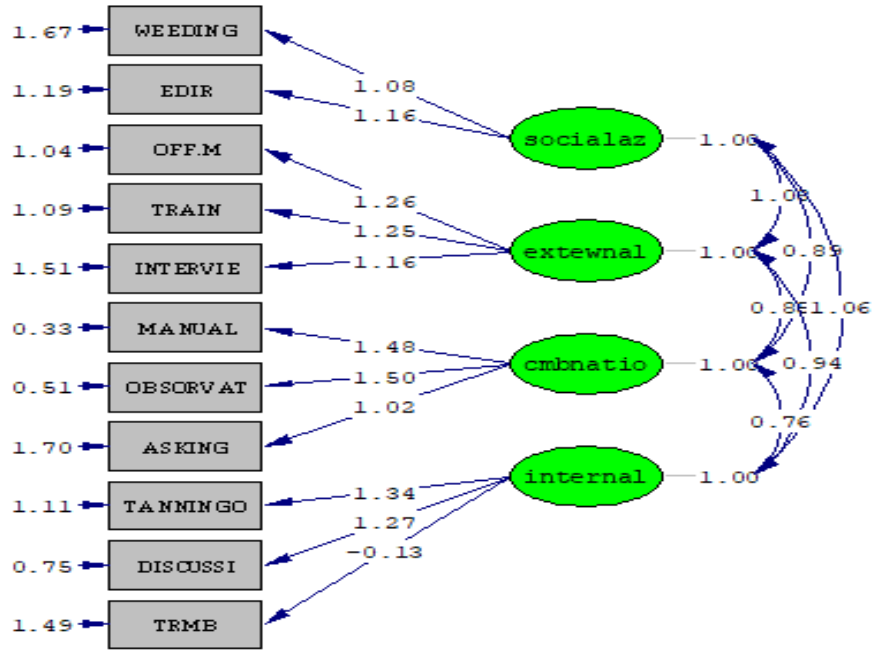 1.67 WEEDING
1.08
1.19 EDIR
1.16
socialaz 1.00
1.04 OFF.M
1.26
1.09 TRAIN
1.25
extewnal 1.00
0.89
1.51 INTERVIE
1.16
0.33 MANUAL
1.48
1.06
0.51 OBSORVAT
1.50
cmbnatio 1.00
0.94
1.02
1.70 ASKING
0.76
1.11 TANNINGO
1.34
internal 1.00
1.27
0.75 DISCUSSI
-0.13
1.49 TRMB